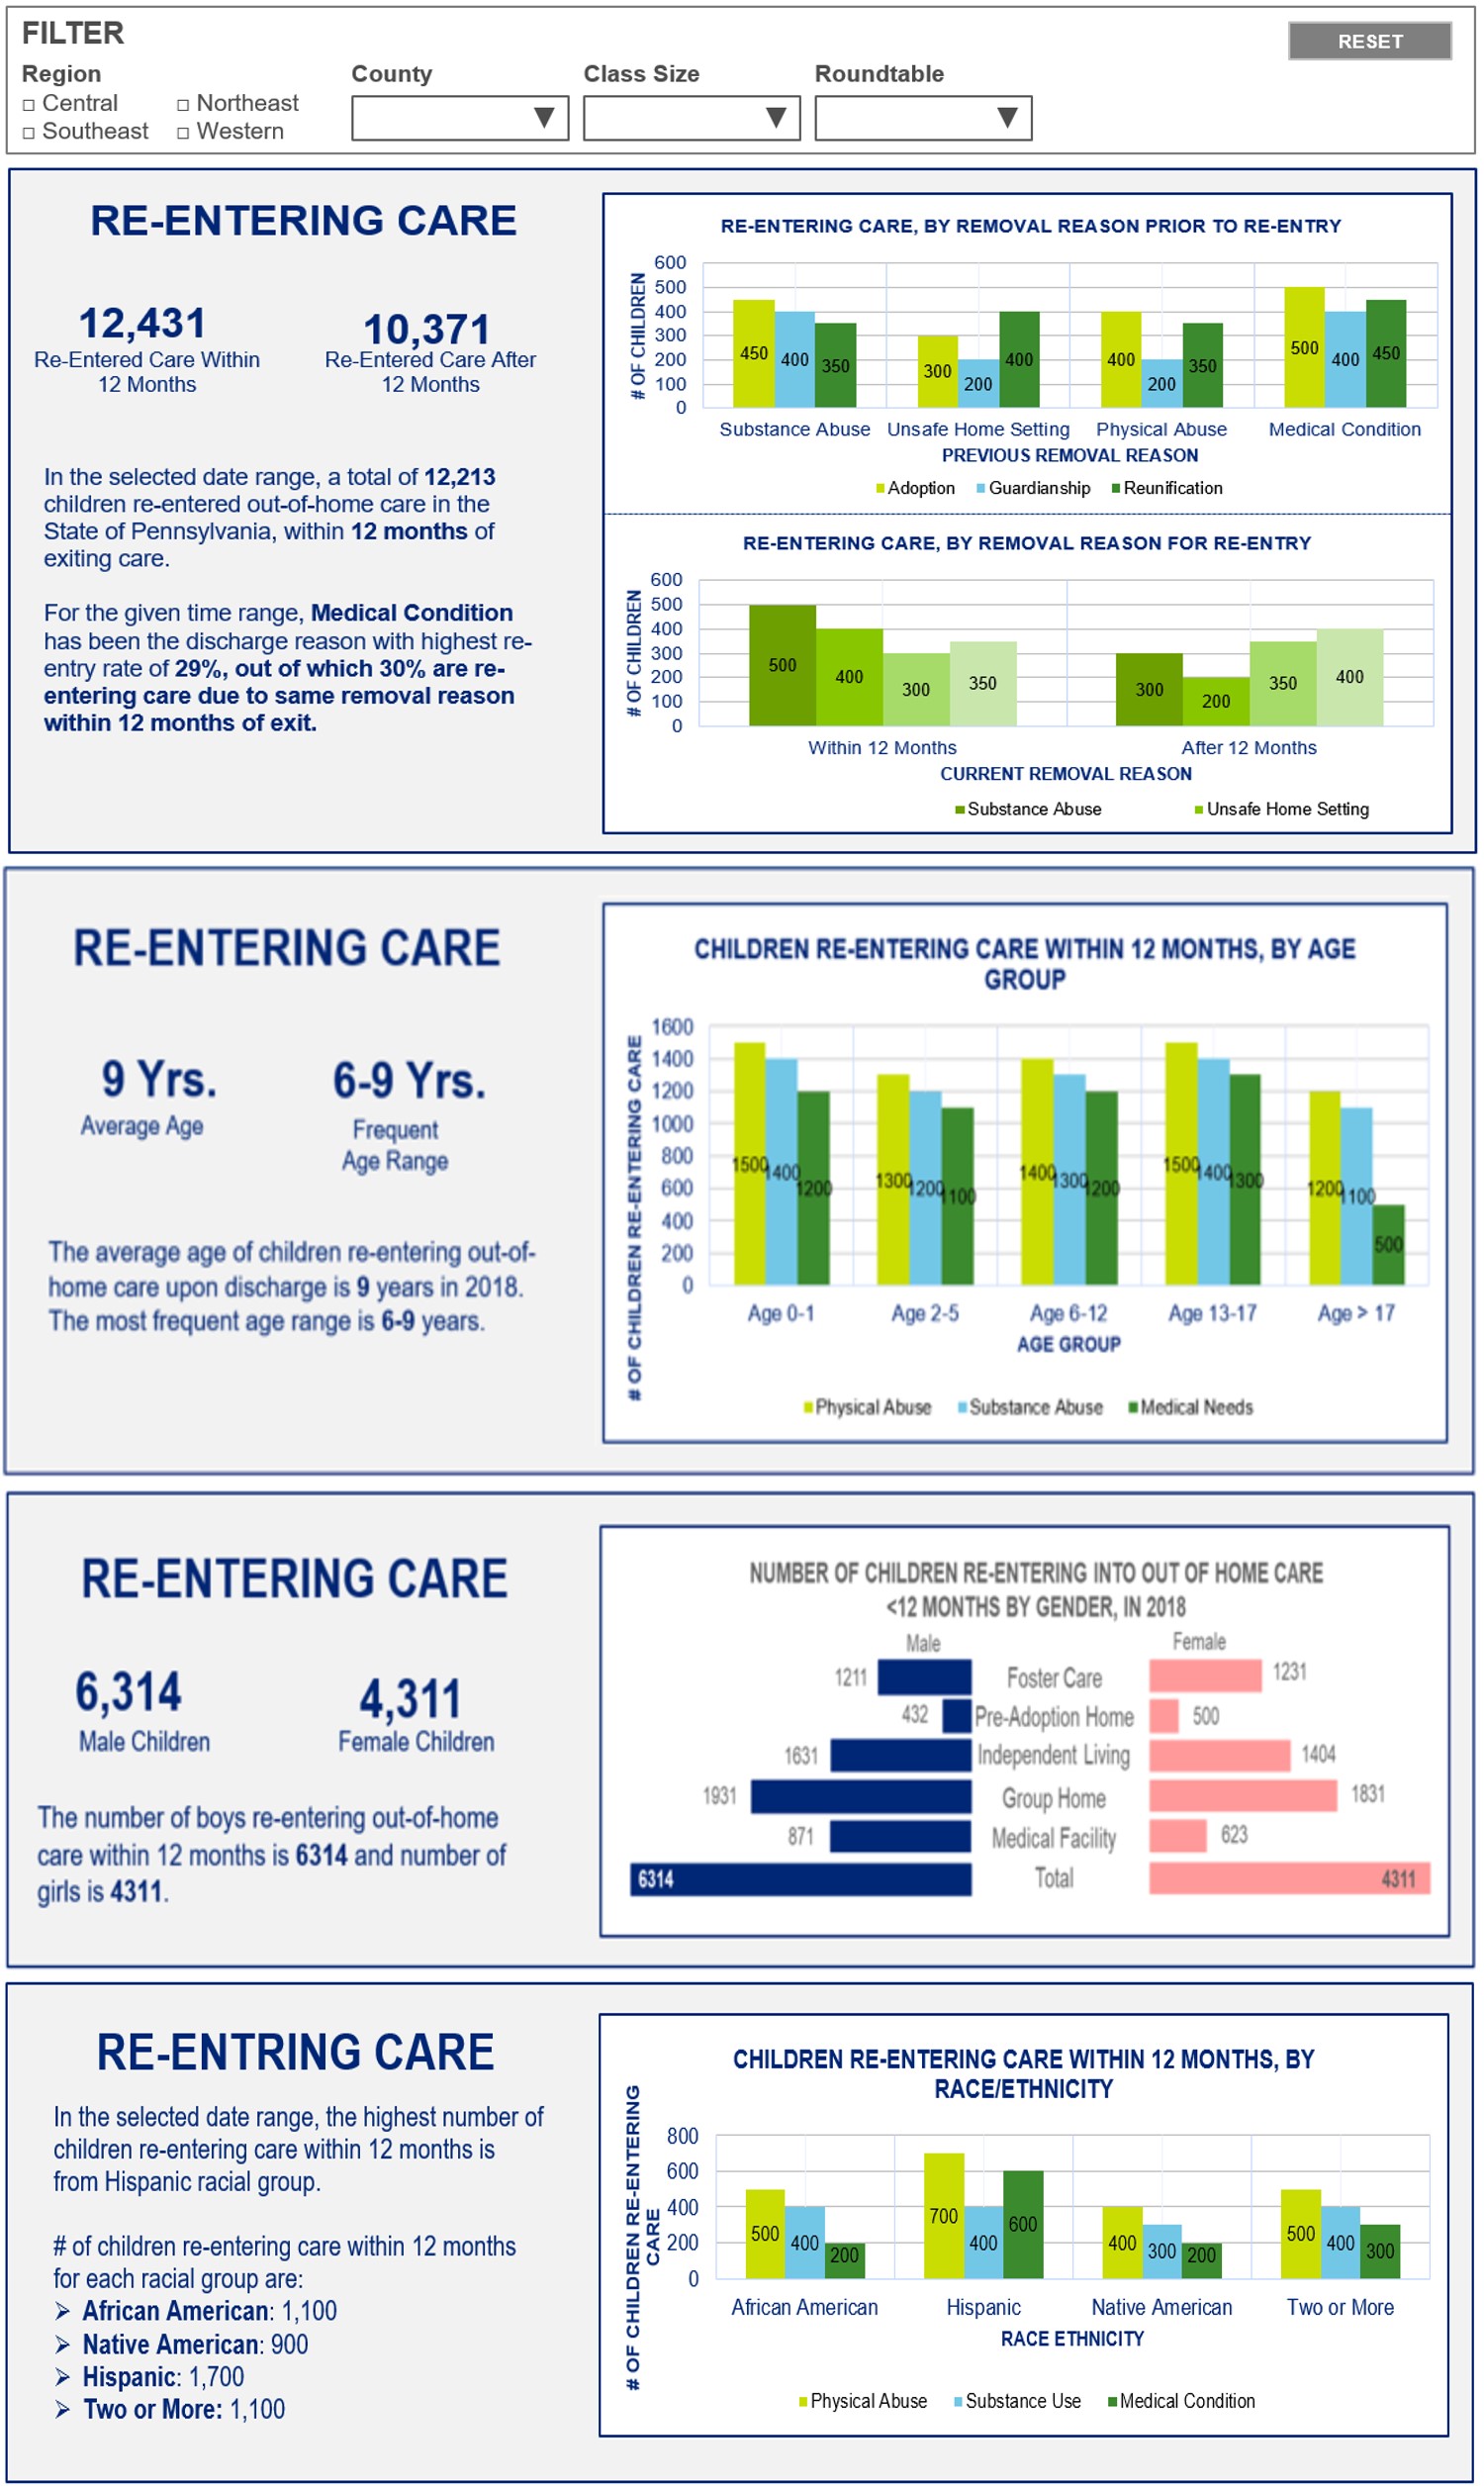 FILTER
RESET
Region
County
Class Size
Roundtable
Central
Northeast
Southeast
Western
RE-ENTERING CARE
12,431
Re-Entered Care Within
12 Months
10,371
Re-Entered Care After
12 Months
In the selected date range, a total of 12,213
children re-entered out-of-home care in the
State of Pennsylvania, within 12 months of
exiting care.
For the given time range, Medical Condition
has been the discharge reason with highest re-
entry rate of 29%, out of which 30% are re-
entering care due to same removal reason
within 12 months of exit.
RE-ENTERING CARE, BY REMOVAL REASON PRIOR TO RE-ENTRY
# OF CHILDREN
600
500
400
300
200
100
0
450 400 350
300 200 400
400 200 350
500 400 450
Substance Abuse Unsafe Home Setting Physical Abuse Medical Condition
PREVIOUS REMOVAL REASON
Adoption Guardianship Reunification
RE-ENTERING CARE, BY REMOVAL REASON FOR RE-ENTRY
# OF CHILDREN
600
500
400
300
200
100
0
500 400 300 350
300 200 350 400
Within 12 Months After 12 Months
CURRENT REMOVAL REASON
Substance Abuse Unsafe Home Setting
RE-ENTERING CARE
9 Yrs.
Average Age
6-9 Yrs.
Frequent
Age Range
The average age of children re-entering out-of-
home care upon discharge is 9 years in 2018.
The most frequent age range is 6-9 years.
CHILDREN RE-ENTERING CARE WITHIN 12 MONTHS, BY AGE
GROUP
# OF CHILDREN RE-ENTERING CARE
1600
1400
1200
1000
800
600
400
200
0
1500 1400 1200
1300 1200 1100
1400 1300 1200
1500 1400 1300
1200 1100 500
Age 0-1 Age 2-5 Age 6-12 Age 13-17 Age > 17
AGE GROUP
Physical Abuse Substance Abuse Medical Needs
RE-ENTERING CARE
6,314
Male Children
4,311
Female Children
The number of boys re-entering out-of-home
care within 12 months is 6314 and number of
girls is 4311.
NUMBER OF CHILDREN RE-ENTERING INTO OUT OF HOME CARE
<12 MONTHS BY GENDER, IN 2018
Male Female
1211 Foster Care 1231
432 Pre-Adoption Home 500
1631 Independent Living 1404
1931 Group Home 1831
871 Medical Facility 623
6314 Total 4311
RE-ENTRING CARE
In the selected date range, the highest number of
children re-entering care within 12 months is
from Hispanic racial group.
# of children re-entering care within 12 months
for each racial group are:
➢ African American: 1,100
➢ Native American: 900
➢ Hispanic: 1,700
➢ Two or More: 1,100
CHILDREN RE-ENTERING CARE WITHIN 12 MONTHS, BY
RACE/ETHNICITY
# OF CHILDREN RE-ENTERING
CARE
800
600
400
200
0
500 400 200
700 400 600
400 300 200
500 400 300
African American Hispanic Native American Two or More
RACE ETHNICITY
Physical Abuse Substance Use Medical Condition